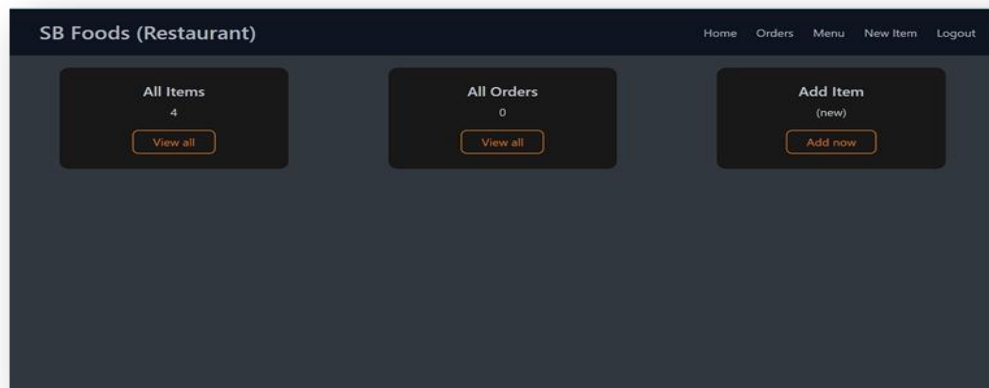 SB Foods (Restaurant)
Home Orders Menu New Item Logout
All Items
4
View all
All Orders
0
View all
Add Item
(new)
Add now